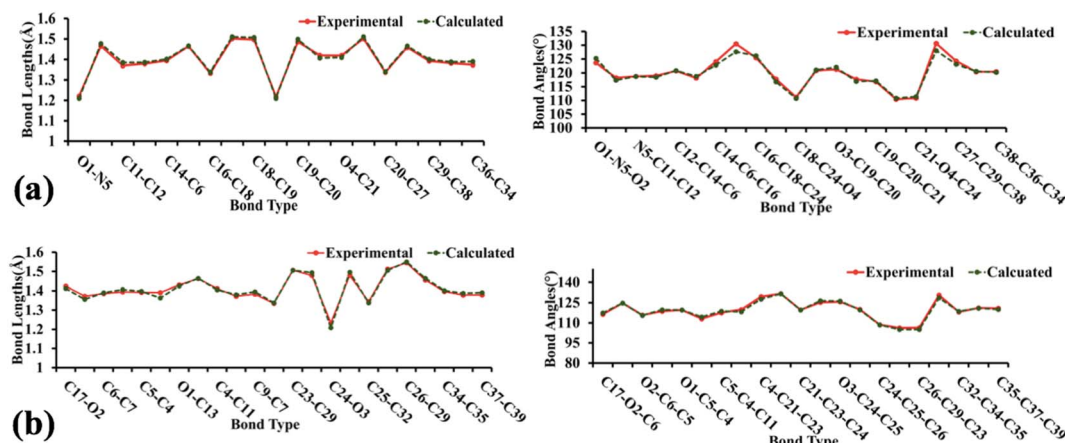 Experimental Calculated
Bond Lengths(Å)
1.6
1.5
1.4
1.3
1.2
1.1
1
O1-N5
C11-C12
C14-C6
C16-C18
C18-C19
C19-C20
O4-C21
C20-C27
C29-C38
C36-C34
Bond Type
(a)
Experimental Calculated
Bond Angles(°)
135
130
125
120
115
110
105
100
O1-N5-O2
N5-C11-C12
C12-C14-C6
C14-C6-C16
C16-C18-C24
C18-C24-O4
O3-C19-C20
C19-C20-C21
C21-O4-C24
C27-C29-C38
C38-C36-C34
Bond Type
Experimental Calculated
Bond Lengths(Å)
1.6
1.5
1.4
1.3
1.2
1.1
1
C17-O2
C6-C7
C5-C4
O1-C13
C4-C11
C9-C7
C23-C29
C24-O3
C25-C32
C26-C29
C34-C35
C37-C39
Bond Type
(b)
Experimental Calcuated
Bond Angles(°)
140
125
110
95
80
C17-O2-C6
O2-C6-C5
O1-C5-C4
C5-C4-C11
C4-C21-C23
C21-C23-C24
O3-C24-C25
C24-C25-C26
C26-C29-C23
C32-C34-C35
C35-C37-C39
Bond Type